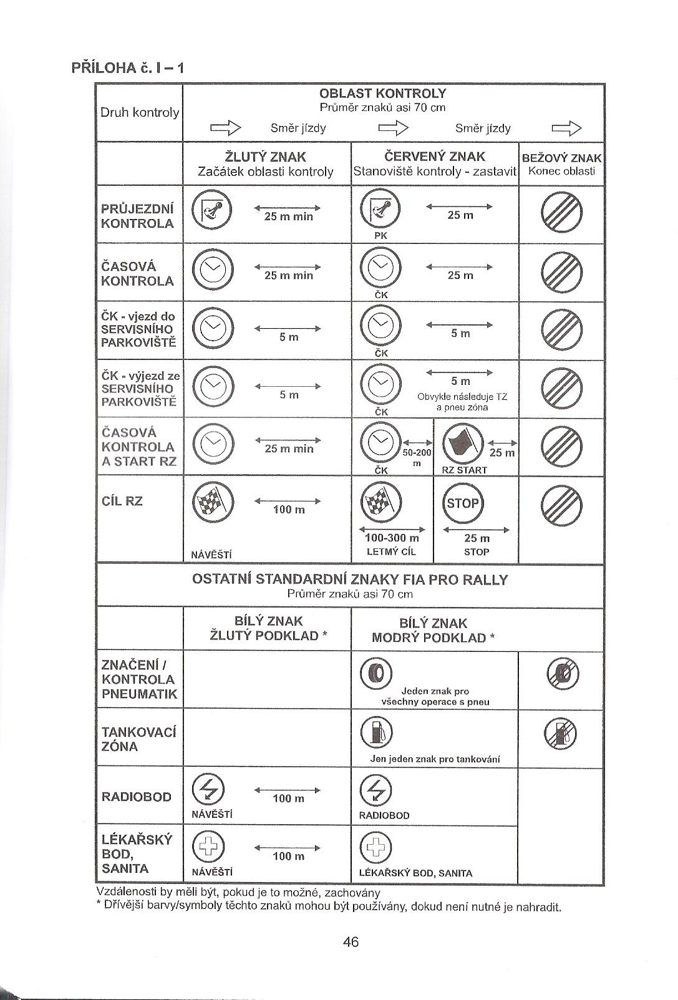 PŘÍLOHA č. I – 1
Druh kontroly
OBLAST KONTROLY
Průměr znaků asi 70 cm
Směr jízdy
Směr jízdy
ŽLUTÝ ZNAK
Začátek oblasti kontroly
ČERVENÝ ZNAK
Stanoviště kontroly - zastavit
BEŽOVÝ ZNAK
Konec oblasti
PRŮJEZDNÍ
KONTROLA
25 m min
PK
25 m
ČASOVÁ
KONTROLA
25 m min
ČK
25 m
ČK - vjezd do
SERVISNÍHO
PARKOVIŠTĚ
5 m
ČK
5 m
ČK - výjezd ze
SERVISNÍHO
PARKOVIŠTĚ
5 m
ČK
5 m
Obvykle následuje TZ
a pneu zóna
ČASOVÁ
KONTROLA
A START RZ
25 m min
ČK
50-200
m
RZ START
25 m
CÍL RZ
NÁVĚŠTÍ
100 m
100-300 m
LETMÝ CÍL
STOP
25 m
STOP
OSTATNÍ STANDARDNÍ ZNAKY FIA PRO RALLY
Průměr znaků asi 70 cm
BÍLÝ ZNAK
ŽLUTÝ PODKLAD *
BÍLÝ ZNAK
MODRÝ PODKLAD *
ZNAČENÍ /
KONTROLA
PNEUMATIK
Jeden znak pro
všechny operace s pneu
TANKOVACÍ
ZÓNA
Jen jeden znak pro tankování
RADIOBOD
NÁVĚŠTÍ
100 m
RADIOBOD
LÉKAŘSKÝ
BOD,
SANITA
NÁVĚŠTÍ
100 m
LÉKAŘSKÝ BOD, SANITA
Vzdálenosti by měli být, pokud je to možné, zachovány
* Dřívější barvy/symboly těchto znaků mohou být používány, dokud není nutné je nahradit.
46